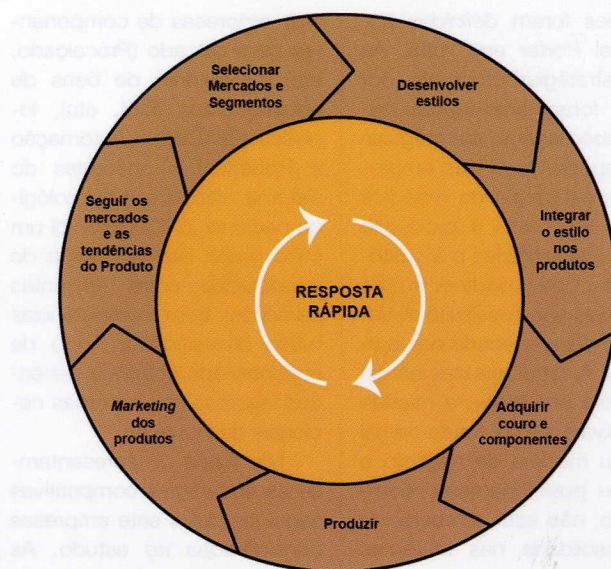 Selecionar
Mercados e
Segmentos
Desenvolver
estilos
Integrar
o estilo
nos
produtos
Adquirir
couro e
componentes
Produzir
Marketing
dos
produtos
Seguir os
mercados
e as
tendências
do Produto
RESPOSTA
RÁPIDA